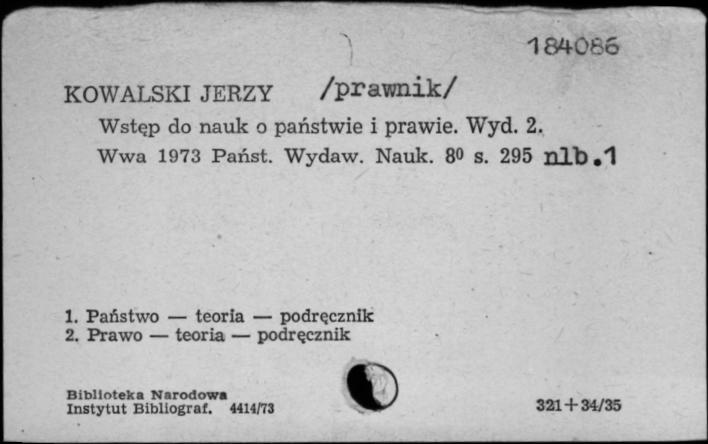 184086
KOWALSKI JERZY /prawnik/
Wstęp do nauk o państwie i prawie. Wyd. 2.
Wwa 1973 Państ. Wydaw. Nauk. 8⁰ s. 295 nlb.1
1. Państwo — teoria — podręcznik
2. Prawo — teoria — podręcznik
Biblioteka Narodowa
Instytut Bibliograf. 4414/73
321+34/35